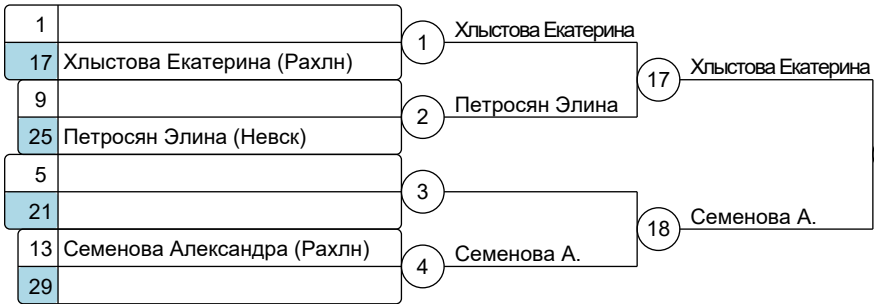 1
17 Хлыстова Екатерина (Рахлн)
9
25 Петросян Элина (Невск)
5
21
13 Семенова Александра (Рахлн)
29
1 Хлыстова Екатерина
2 Петросян Элина
3
4 Семенова А.
17 Хлыстова Екатерина
18 Семенова А.